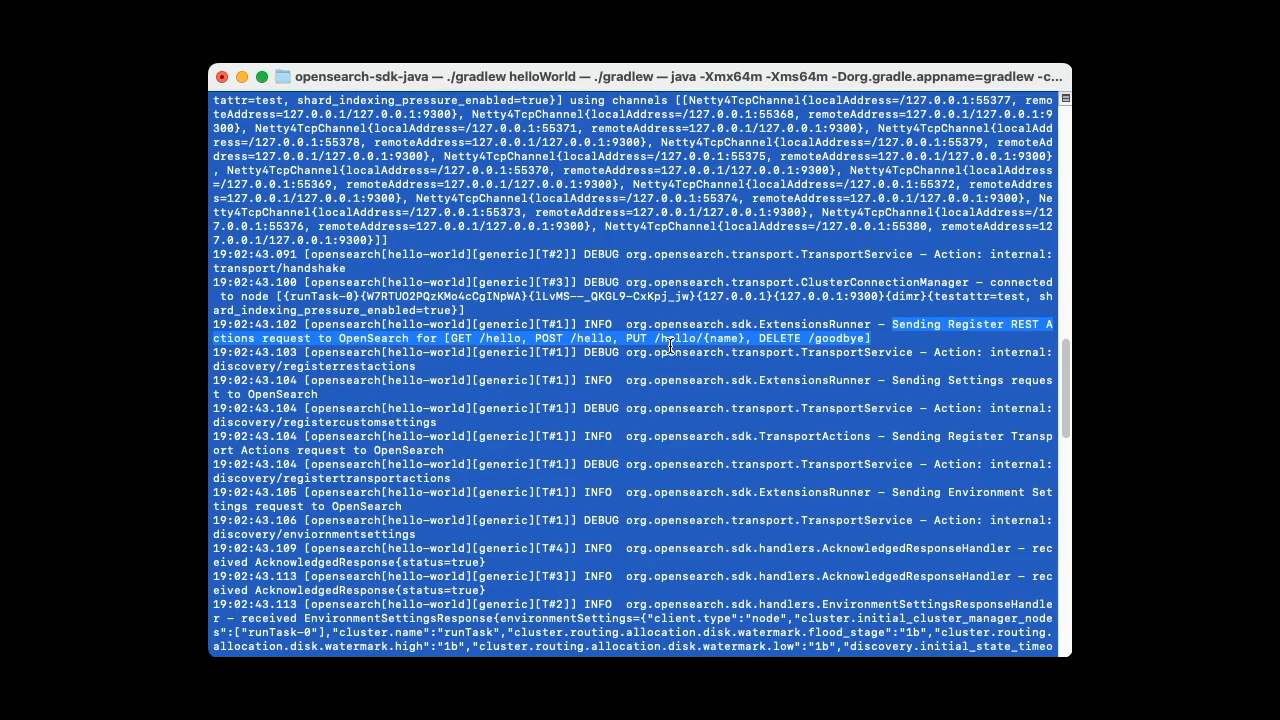 opensearch-sdk-java — ./gradlew helloWorld — ./gradlew — java -Xmx64m -Xms64m -Dorg.gradle.appname=gradlew -c...
tattr=test, shard_indexing_pressure_enabled=true}] using channels [[Netty4TcpChannel{localAddress=/127.0.0.1:55377, remo
teAddress=127.0.0.1/127.0.0.1:9300}, Netty4TcpChannel{localAddress=/127.0.0.1:55368, remoteAddress=127.0.0.1/127.0.0.1:9
300}, Netty4TcpChannel{localAddress=/127.0.0.1:55371, remoteAddress=127.0.0.1/127.0.0.1:9300}, Netty4TcpChannel{localAdd
ress=/127.0.0.1:55378, remoteAddress=127.0.0.1/127.0.0.1:9300}, Netty4TcpChannel{localAddress=/127.0.0.1:55379, remoteAd
dress=127.0.0.1/127.0.0.1:9300}, Netty4TcpChannel{localAddress=/127.0.0.1:55375, remoteAddress=127.0.0.1/127.0.0.1:9300}
, Netty4TcpChannel{localAddress=/127.0.0.1:55370, remoteAddress=127.0.0.1/127.0.0.1:9300}, Netty4TcpChannel{localAddress
=/127.0.0.1:55369, remoteAddress=127.0.0.1/127.0.0.1:9300}, Netty4TcpChannel{localAddress=/127.0.0.1:55372, remoteAddres
s=127.0.0.1/127.0.0.1:9300}, Netty4TcpChannel{localAddress=/127.0.0.1:55374, remoteAddress=127.0.0.1/127.0.0.1:9300}, Ne
tty4TcpChannel{localAddress=/127.0.0.1:55373, remoteAddress=127.0.0.1/127.0.0.1:9300}, Netty4TcpChannel{localAddress=/12
7.0.0.1:55376, remoteAddress=127.0.0.1/127.0.0.1:9300}, Netty4TcpChannel{localAddress=/127.0.0.1:55380, remoteAddress=12
7.0.0.1/127.0.0.1:9300}]]
19:02:43.091 [opensearch[hello-world][generic][T#2]] DEBUG org.opensearch.transport.TransportService - Action: internal:
transport/handshake
19:02:43.100 [opensearch[hello-world][generic][T#3]] DEBUG org.opensearch.transport.ClusterConnectionManager - connected
to node [{runTask-0}{W7RTUO2PQzKMo4cCgINpWA}{lLvMS--_QKGL9-CxKpj_jw}{127.0.0.1}{127.0.0.1:9300}{dimr}{testattr=test, sh
ard_indexing_pressure_enabled=true}]
19:02:43.102 [opensearch[hello-world][generic][T#1]] INFO  org.opensearch.sdk.ExtensionsRunner - Sending Register REST A
ctions request to OpenSearch for [GET /hello, POST /hello, PUT /hello/{name}, DELETE /goodbye]
19:02:43.103 [opensearch[hello-world][generic][T#1]] DEBUG org.opensearch.transport.TransportService - Action: internal:
discovery/registerrestactions
19:02:43.104 [opensearch[hello-world][generic][T#1]] INFO  org.opensearch.sdk.ExtensionsRunner - Sending Settings reques
t to OpenSearch
19:02:43.104 [opensearch[hello-world][generic][T#1]] DEBUG org.opensearch.transport.TransportService - Action: internal:
discovery/registercustomsettings
19:02:43.104 [opensearch[hello-world][generic][T#1]] INFO  org.opensearch.sdk.TransportActions - Sending Register Transp
ort Actions request to OpenSearch
19:02:43.104 [opensearch[hello-world][generic][T#1]] DEBUG org.opensearch.transport.TransportService - Action: internal:
discovery/registertransportactions
19:02:43.105 [opensearch[hello-world][generic][T#1]] INFO  org.opensearch.sdk.ExtensionsRunner - Sending Environment Set
tings request to OpenSearch
19:02:43.106 [opensearch[hello-world][generic][T#1]] DEBUG org.opensearch.transport.TransportService - Action: internal:
discovery/enviornmentsettings
19:02:43.109 [opensearch[hello-world][generic][T#4]] INFO  org.opensearch.sdk.handlers.AcknowledgedResponseHandler - rec
eived AcknowledgedResponse{status=true}
19:02:43.113 [opensearch[hello-world][generic][T#3]] INFO  org.opensearch.sdk.handlers.AcknowledgedResponseHandler - rec
eived AcknowledgedResponse{status=true}
19:02:43.113 [opensearch[hello-world][generic][T#2]] INFO  org.opensearch.sdk.handlers.EnvironmentSettingsResponseHandle
r - received EnvironmentSettingsResponse{environmentSettings={"client.type":"node","cluster.initial_cluster_manager_node
s":["runTask-0"],"cluster.name":"runTask","cluster.routing.allocation.disk.watermark.flood_stage":"1b","cluster.routing.
allocation.disk.watermark.high":"1b","cluster.routing.allocation.disk.watermark.low":"1b","discovery.initial_state_timeo